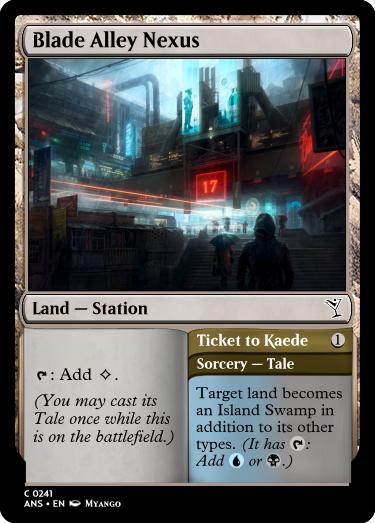 Blade Alley Nexus
17
Land — Station
Ticket to Kaede 1
Sorcery — Tale
: Add .
(You may cast its
Tale once while this
is on the battlefield.)
Target land becomes
an Island Swamp in
addition to its other
types. (It has :
Add or .)
C 0241
ANS • EN Myango